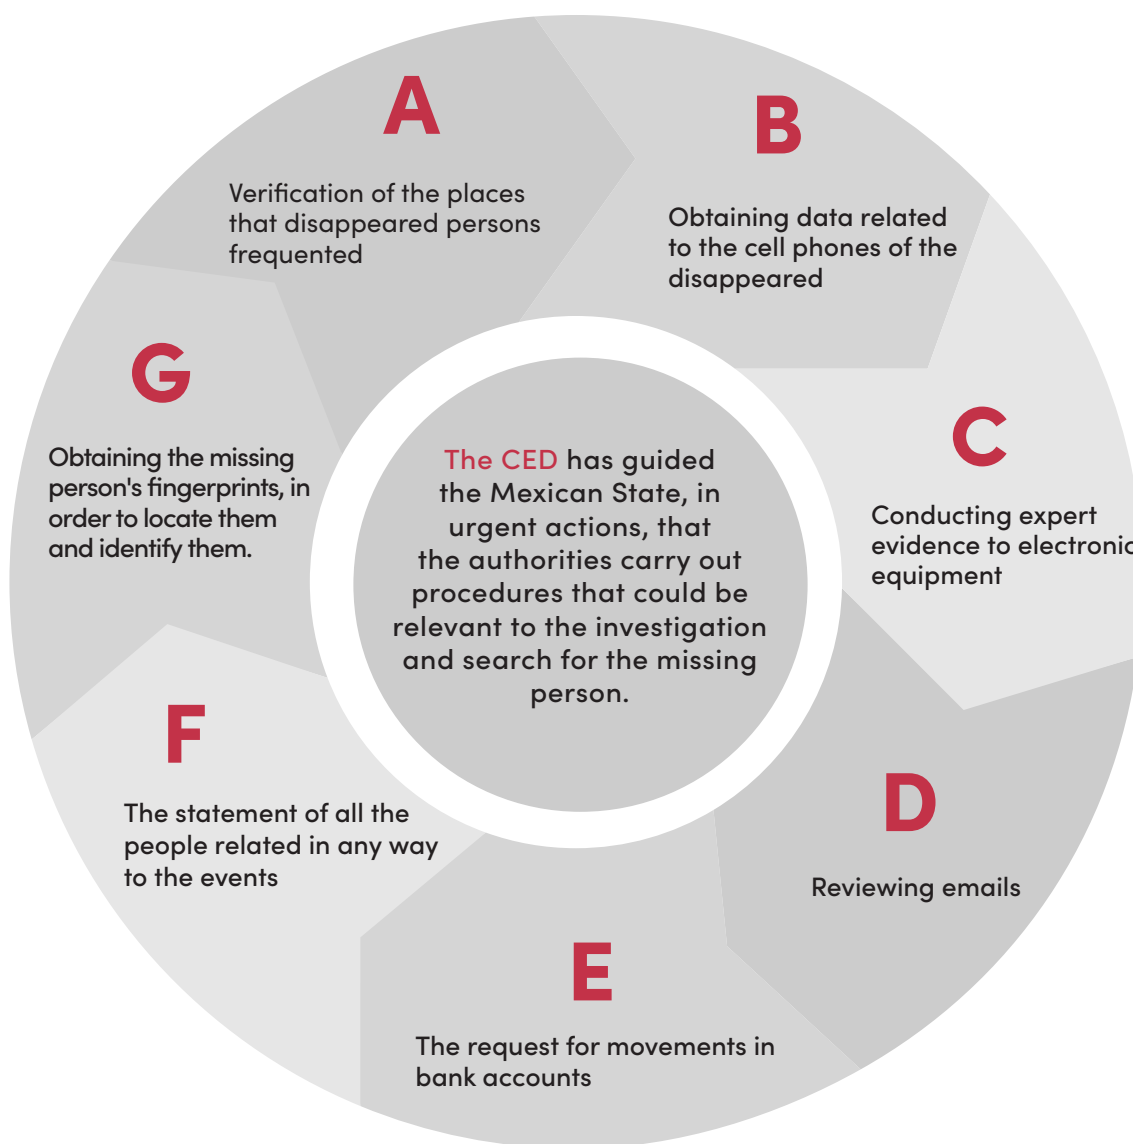 A
Verification of the places
that disappeared persons
frequented
B
Obtaining data related
to the cell phones of the
disappeared
C
Conducting expert
evidence to electronic
equipment
D
Reviewing emails
E
The request for movements in
bank accounts
F
The statement of all the
people related in any way
to the events
G
Obtaining the missing
person's fingerprints, in
order to locate them
and identify them.
The CED has guided
the Mexican State, in
urgent actions, that
the authorities carry out
procedures that could be
relevant to the investigation
and search for the missing
person.